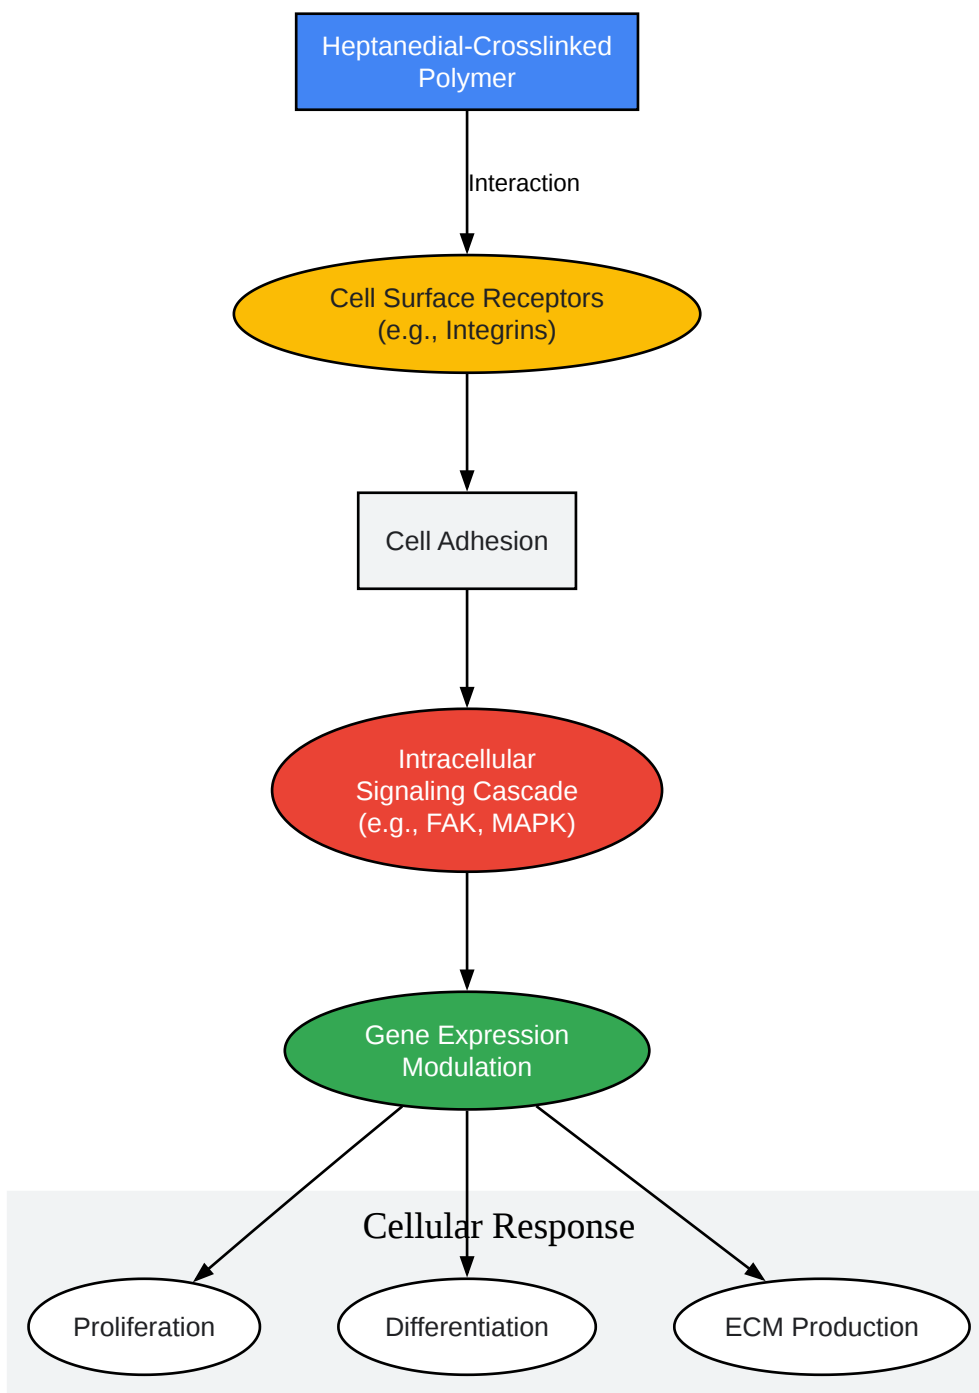 Heptanedial-Crosslinked
Polymer
Interaction
Cell Surface Receptors
(e.g., Integrins)
Cell Adhesion
Intracellular
Signaling Cascade
(e.g., FAK, MAPK)
Gene Expression
Modulation
Cellular Response
Proliferation
Differentiation
ECM Production